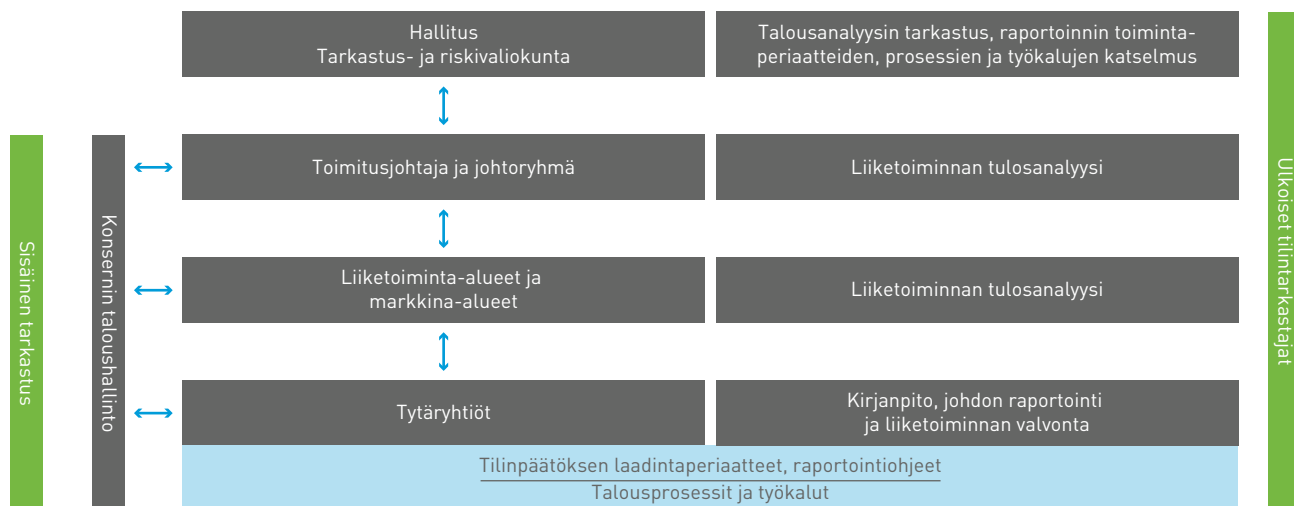 Hallitus
Tarkastus- ja riskivaliokunta
Talousanalyysin tarkastus, raportoinnin toiminta-
periaatteiden, prosessien ja työkalujen katselmus
Sisäinen tarkastus
Konsernin taloushallinto
Toimitusjohtaja ja johtoryhmä
Liiketoiminnan tulosanalyysi
Liiketoiminta-alueet ja
markkina-alueet
Liiketoiminnan tulosanalyysi
Tytäryhtiöt
Kirjanpito, johdon raportointi
ja liiketoiminnan valvonta
Tilinpäätöksen laadintaperiaatteet, raportointiohjeet
Talousprosessit ja työkalut
Ulkoiset tilintarkastajat